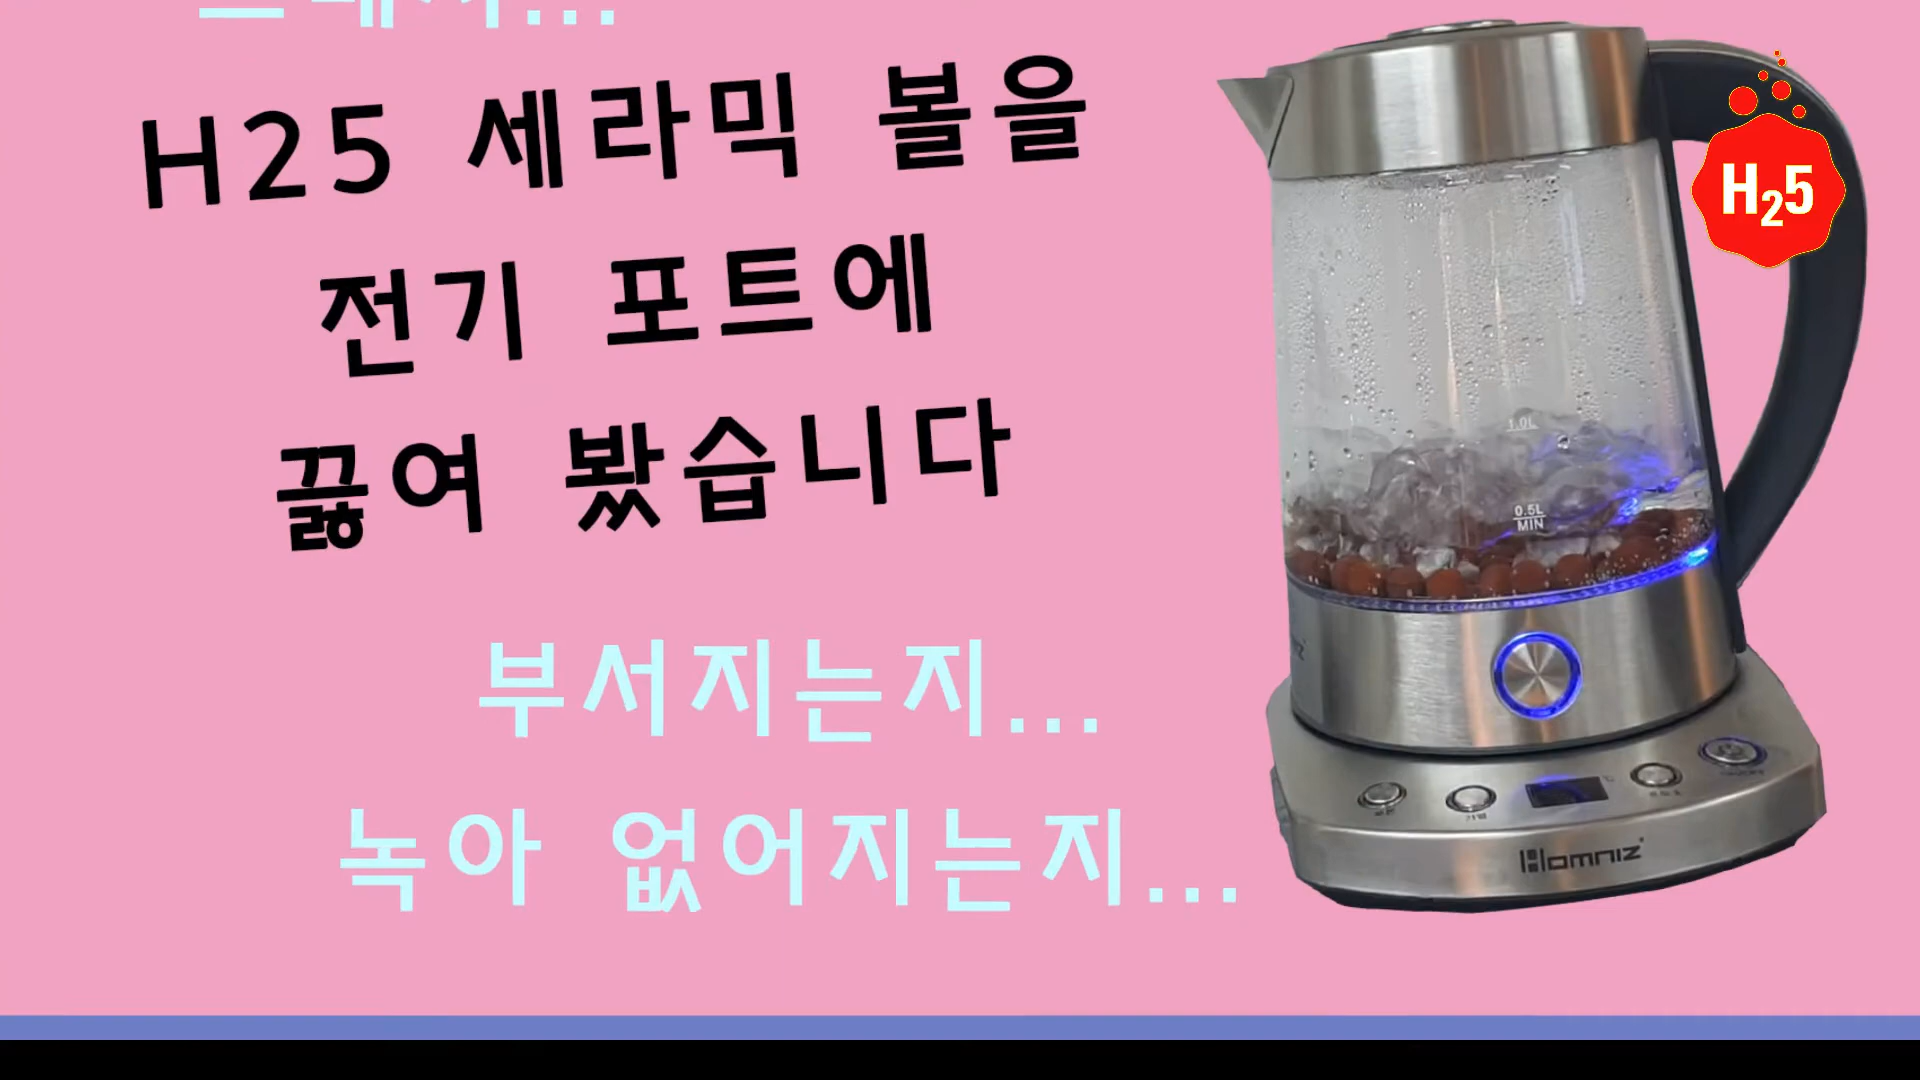 H25 세라믹 볼을
전기 포트에
끓여 봤습니다
부서지는지...
녹아 없어지는지...
H25
1.0L
0.5L
MIN
Homniz